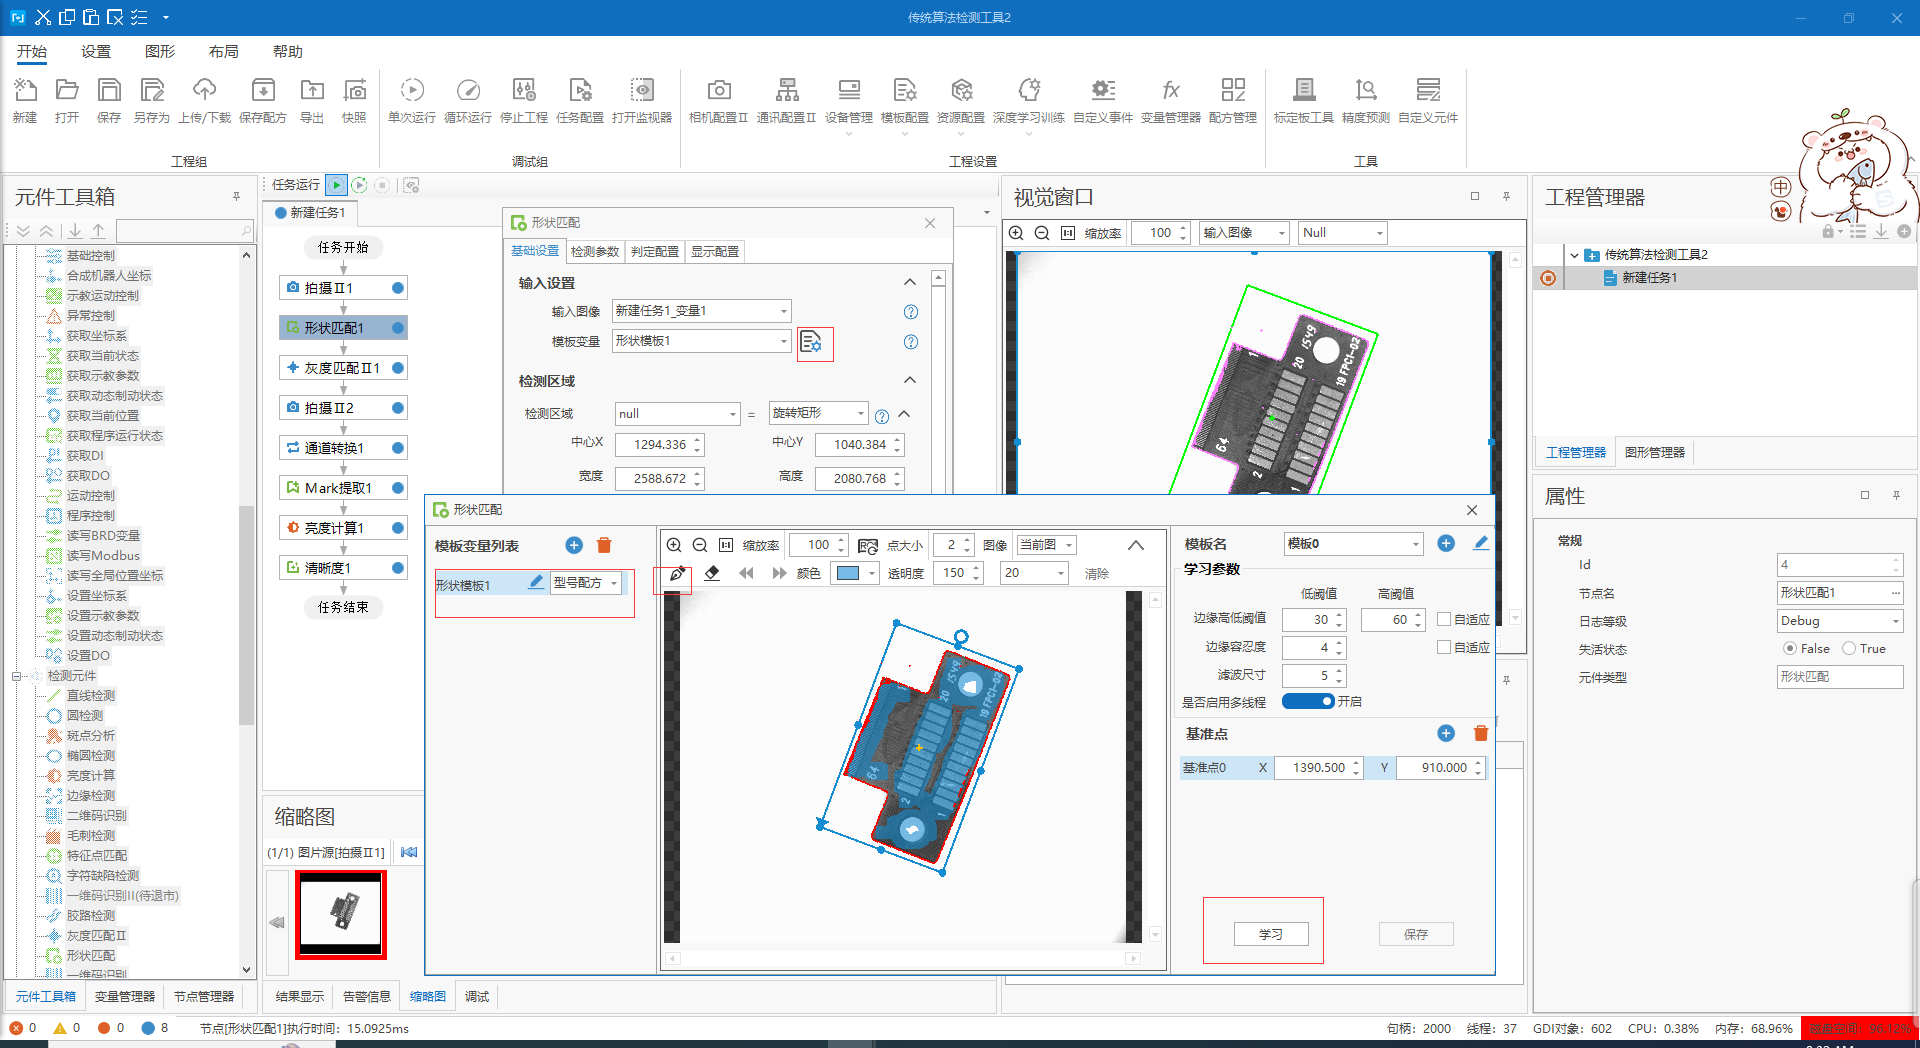 传统算法检测工具2
开始 设置 图形 布局 帮助
新建 打开 保存 另存为 上传/下载 保存配方 导出 快照 单次运行 循环运行 停止工程 任务配置 打开监视器 相机配置II 通讯配置II 设备管理 模板配置 资源配置 深度学习训练 自定义事件 变量管理器 配方管理 标定板工具 精度预测 自定义元件
工程组 调试组 工程设置 工具
元件工具箱
基础控制
合成机器人坐标
示教运动控制
异常控制
获取坐标系
获取当前状态
获取示教参数
获取动态制动状态
获取当前位置
获取程序运行状态
获取DI
获取DO
运动控制
程序控制
读写BRD变量
读写Modbus
读写全局位置坐标
设置坐标系
设置示教参数
设置动态制动状态
设置DO
检测元件
直线检测
圆检测
斑点分析
椭圆检测
亮度计算
边缘检测
二维码识别
毛刺检测
特征点匹配
字符缺陷检测
一维码识别II(待退市)
胶路检测
灰度匹配II
形状匹配
一维码识别
元件工具箱 变量管理器 节点管理器
任务运行
新建任务1
任务开始
拍摄II1
形状匹配1
灰度匹配II1
拍摄II2
通道转换1
Mark提取1
亮度计算1
清晰度1
任务结束
缩略图
(1/1) 图片源[拍摄II1]
结果显示 告警信息 缩略图 调试
形状匹配
基础设置 检测参数 判定配置 显示配置
输入设置
输入图像 新建任务1_变量1
模板变量 形状模板1
检测区域
检测区域 null = 旋转矩形
中心X 1294.336 中心Y 1040.384
宽度 2588.672 高度 2080.768
视觉窗口
缩放率 100 输入图像 Null
1549
20
19 FPC1-02
1
64
2
1
形状匹配
模板变量列表
形状模板1 型号配方
缩放率 100 点大小 2 图像 当前图
颜色 透明度 150 20 清除
1549
20
19 FPC1-02
1
64
2
1
模板名 模板0
学习参数
低阈值 高阈值
边缘高低阈值 30 60 自适应
边缘容忍度 4 自适应
滤波尺寸 5
是否启用多线程 开启
基准点
基准点0 X 1390.500 Y 910.000
学习 保存
工程管理器
传统算法检测工具2
新建任务1
工程管理器 图形管理器
属性
常规
Id 4
节点名 形状匹配1 ...
日志等级 Debug
失活状态 False True
元件类型 形状匹配
中
0 0 0 8 节点[形状匹配1]执行时间：15.0925ms
句柄：2000 线程：37 GDI对象：602 CPU：0.38% 内存：68.96%